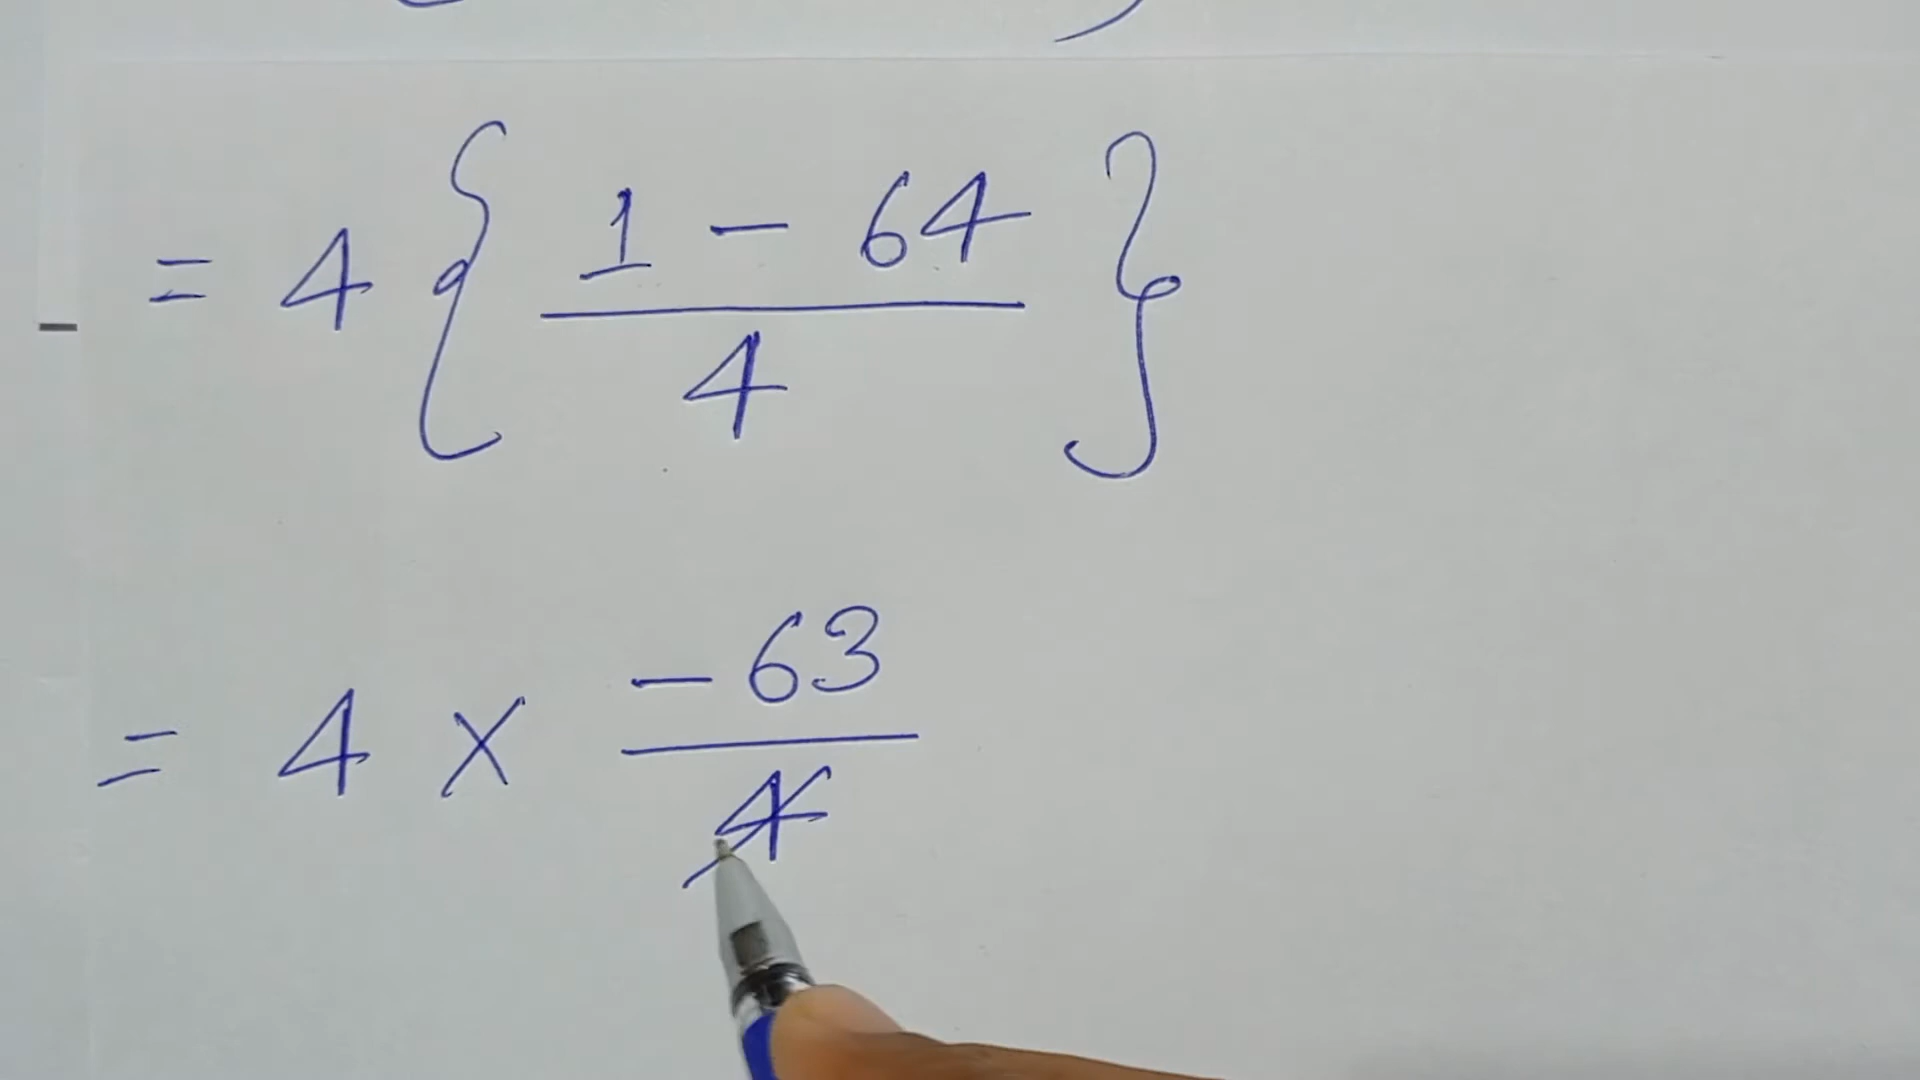 = 4 { (1 - 64) / 4 }
= 4 × (-63) / 4